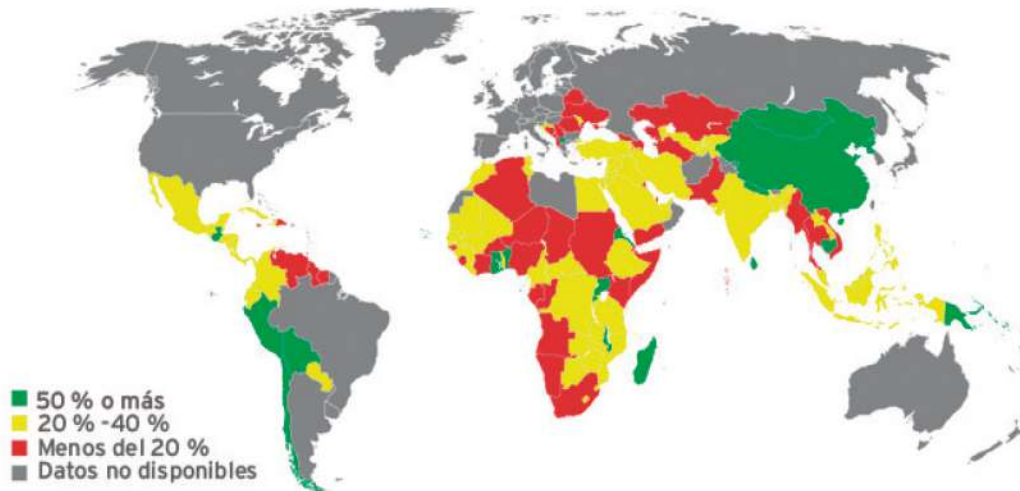 50 % o más
20 % -40 %
Menos del 20 %
Datos no disponibles